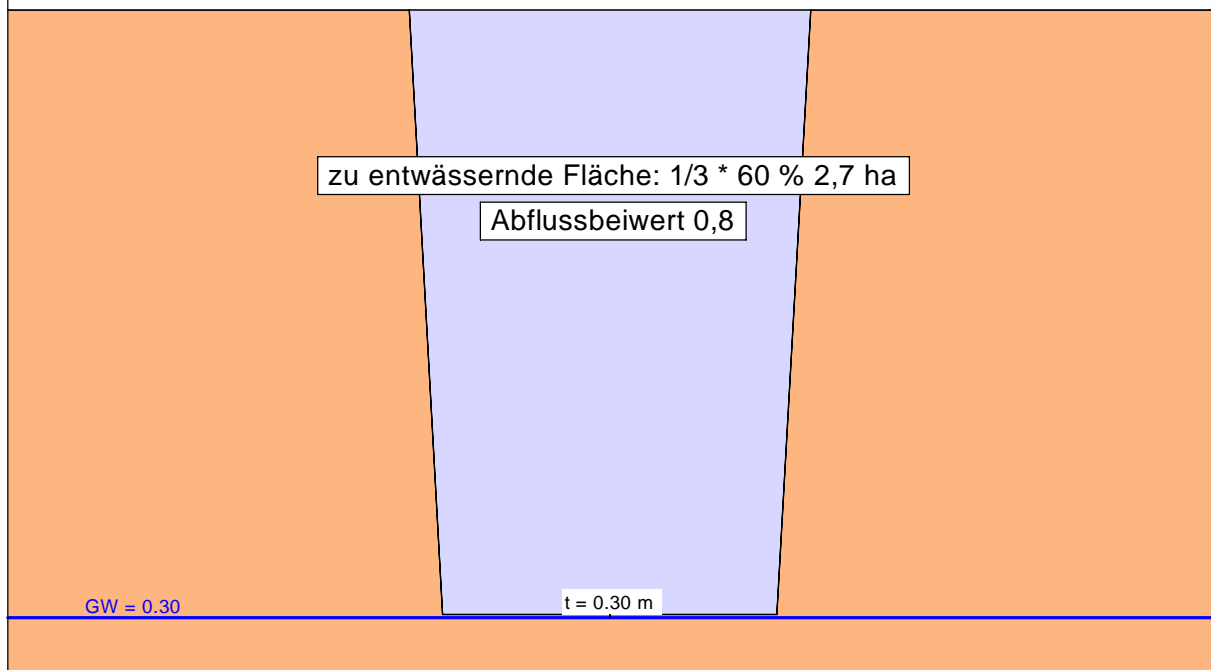 zu entwässernde Fläche: 1/3 * 60 % 2,7 ha
Abflussbeiwert 0,8
GW = 0.30
t = 0.30 m